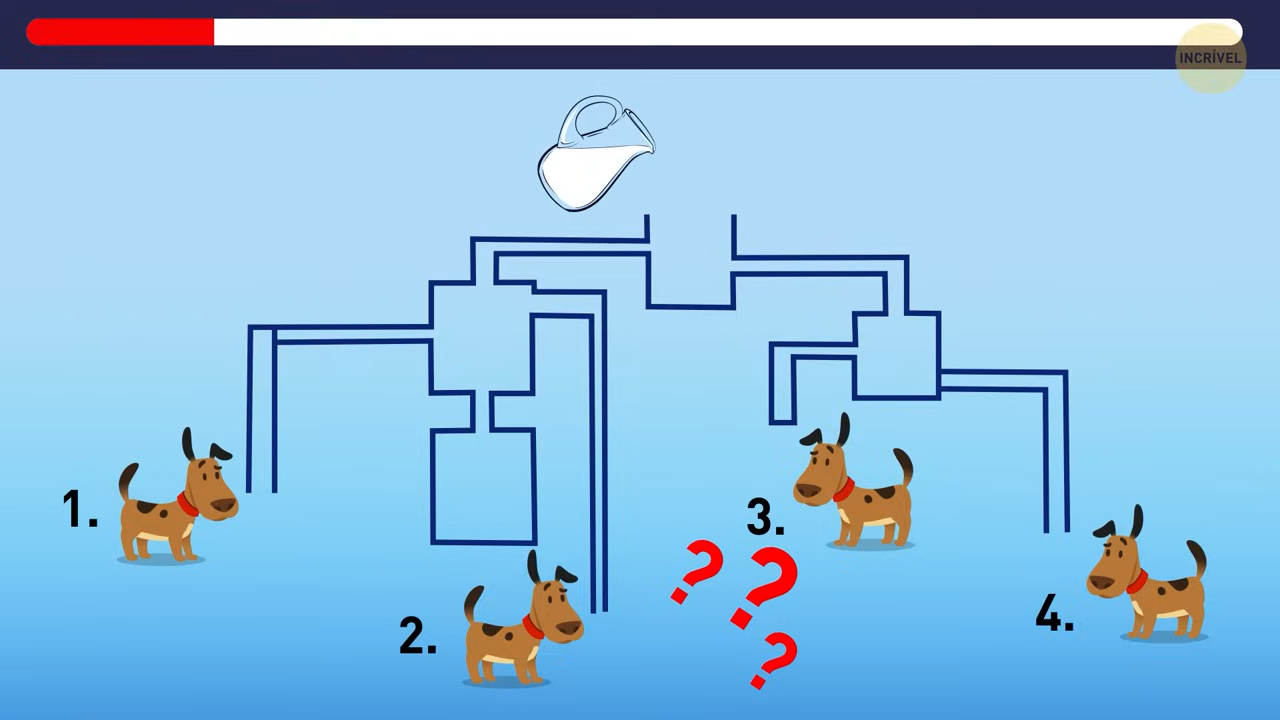 INCRÍVEL
1.
3.
2.
4.
? ? ?